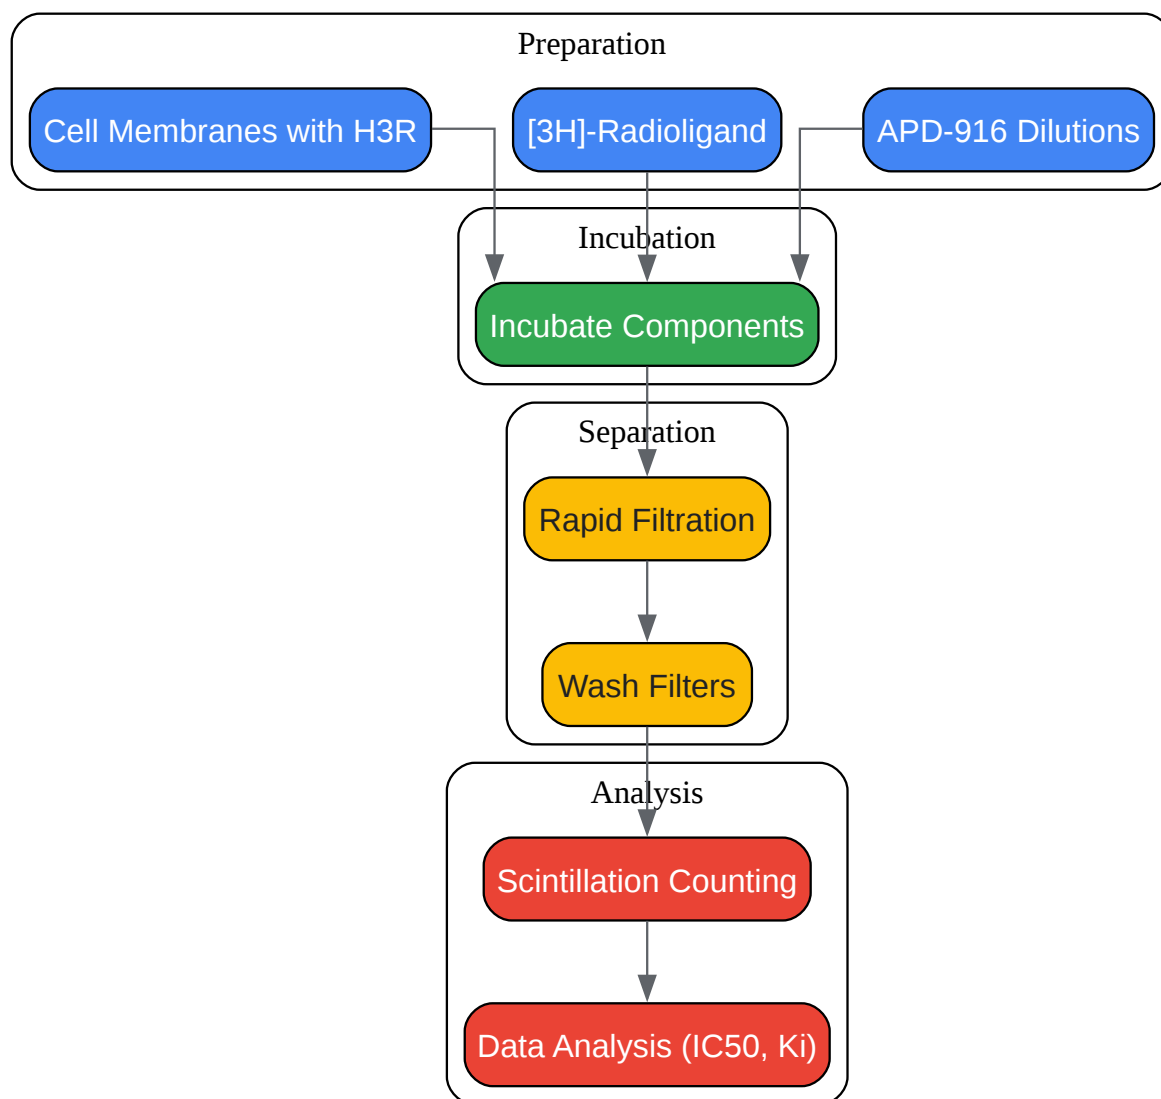 Preparation
Cell Membranes with H3R
[3H]-Radioligand
APD-916 Dilutions
Incubation
Incubate Components
Separation
Rapid Filtration
Wash Filters
Analysis
Scintillation Counting
Data Analysis (IC50, Ki)